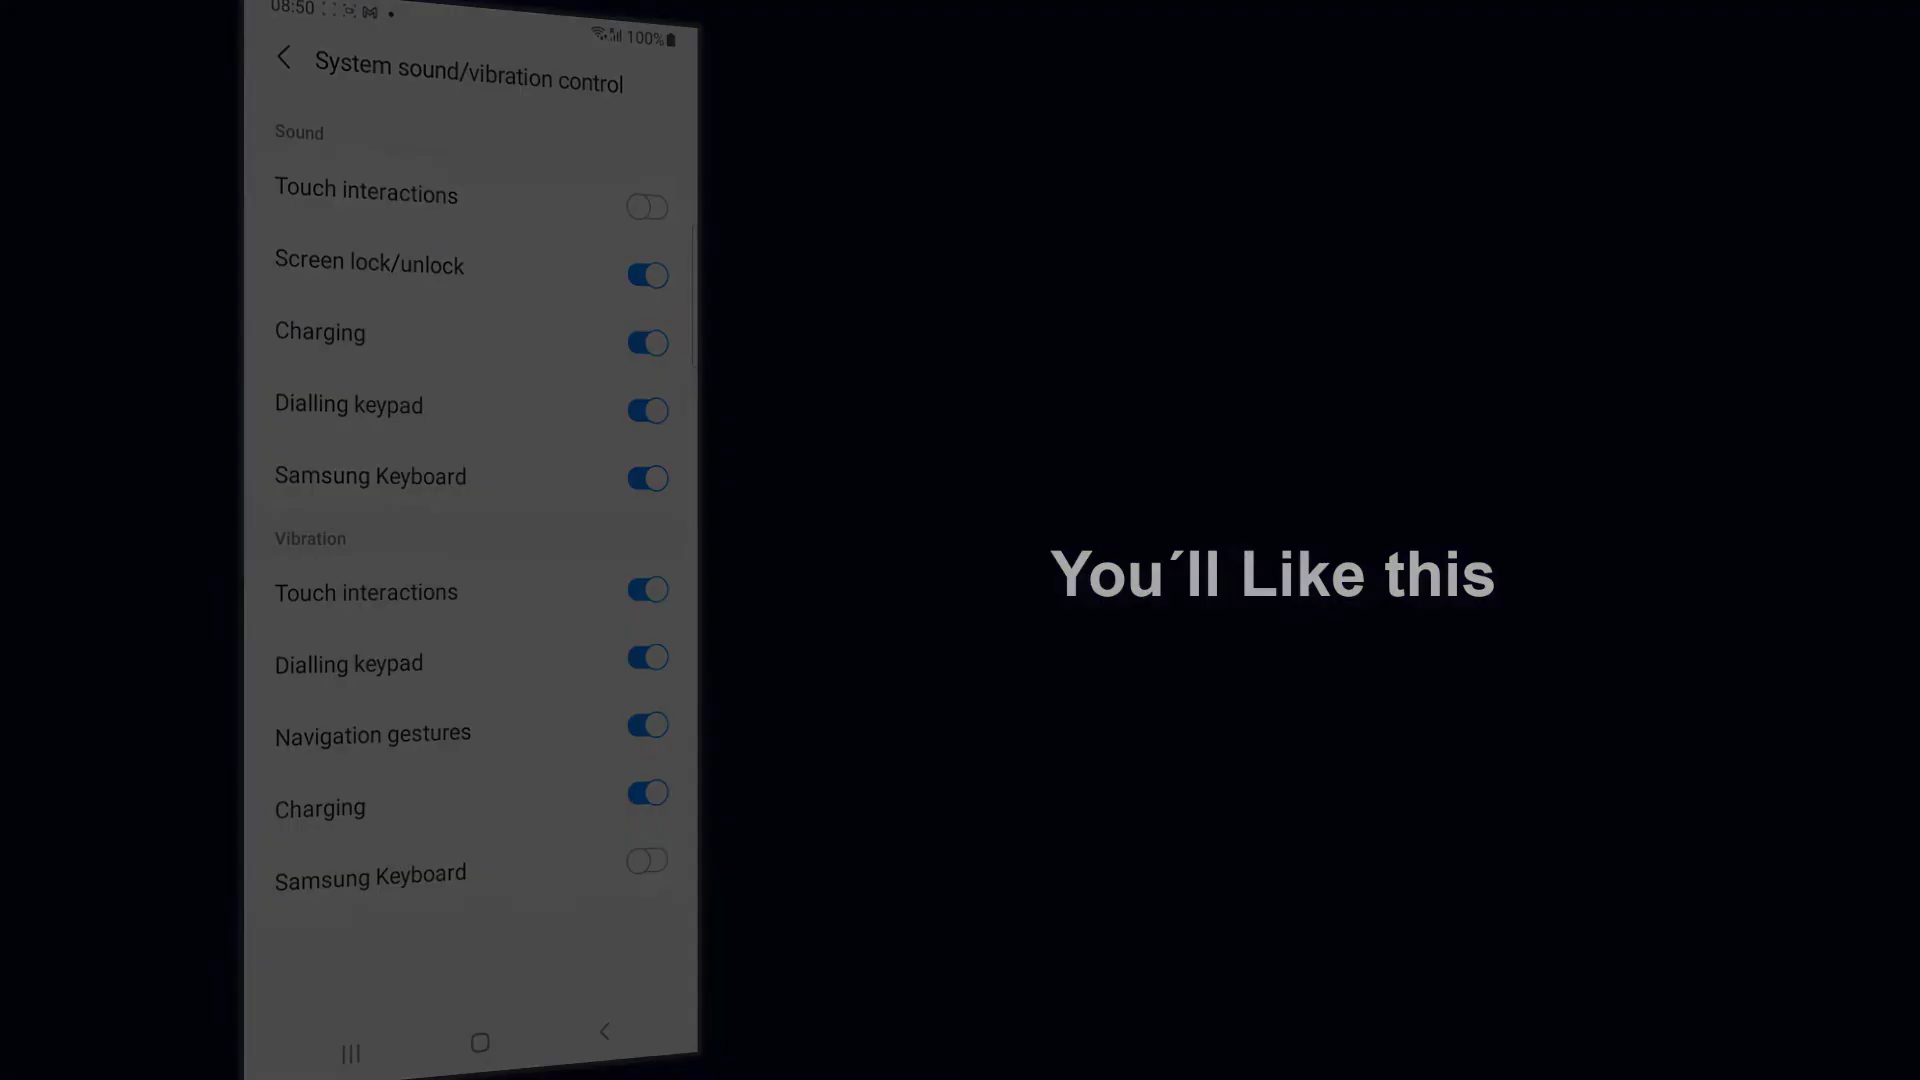 08:50
100%
System sound/vibration control
Sound
Touch interactions
Screen lock/unlock
Charging
Dialling keypad
Samsung Keyboard
Vibration
Touch interactions
Dialling keypad
Navigation gestures
Charging
Samsung Keyboard
You´ll Like this